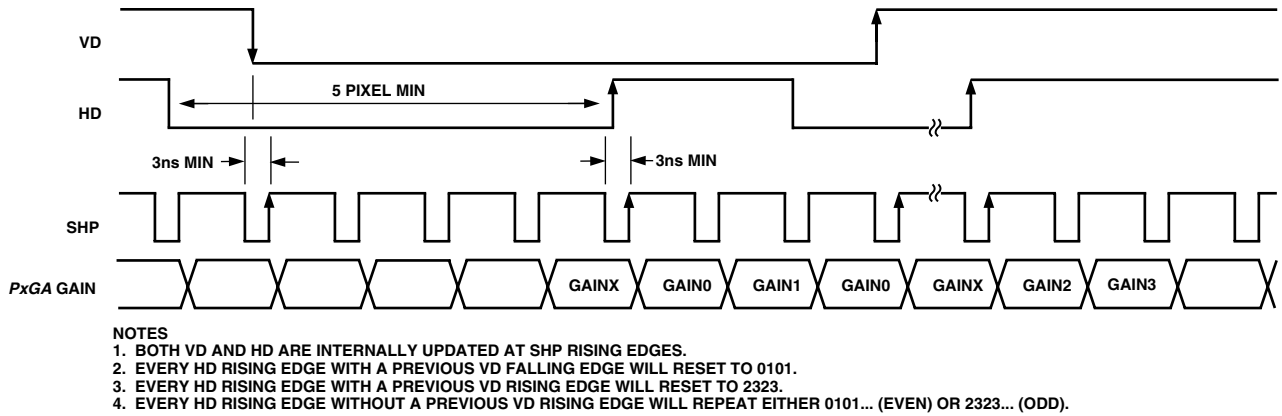 VD
5 PIXEL MIN
HD
3ns MIN
3ns MIN
SHP
PxGA GAIN
GAINX GAIN0 GAIN1 GAIN0 GAINX GAIN2 GAIN3
NOTES
1. BOTH VD AND HD ARE INTERNALLY UPDATED AT SHP RISING EDGES.
2. EVERY HD RISING EDGE WITH A PREVIOUS VD FALLING EDGE WILL RESET TO 0101.
3. EVERY HD RISING EDGE WITH A PREVIOUS VD RISING EDGE WILL RESET TO 2323.
4. EVERY HD RISING EDGE WITHOUT A PREVIOUS VD RISING EDGE WILL REPEAT EITHER 0101... (EVEN) OR 2323... (ODD).